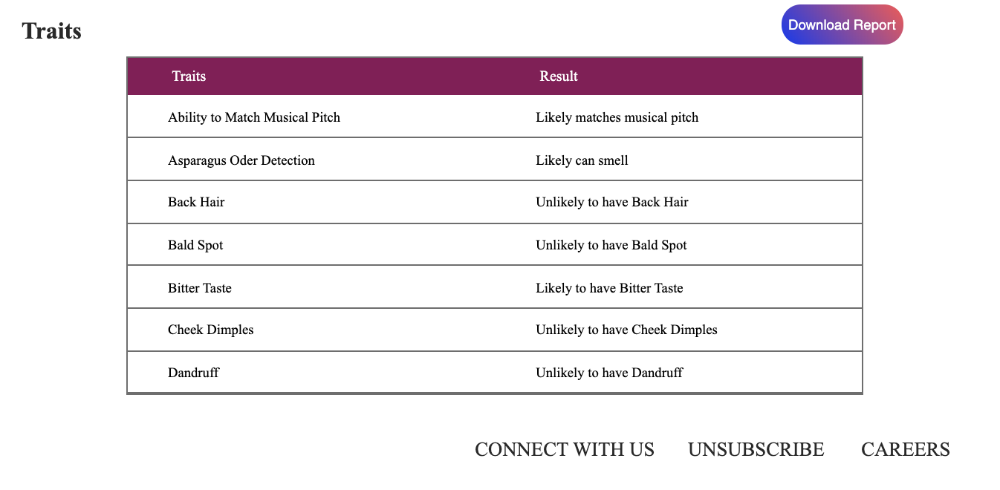 Traits
Download Report
Traits Result
Ability to Match Musical Pitch Likely matches musical pitch
Asparagus Oder Detection Likely can smell
Back Hair Unlikely to have Back Hair
Bald Spot Unlikely to have Bald Spot
Bitter Taste Likely to have Bitter Taste
Cheek Dimples Unlikely to have Cheek Dimples
Dandruff Unlikely to have Dandruff
CONNECT WITH US UNSUBSCRIBE CAREERS